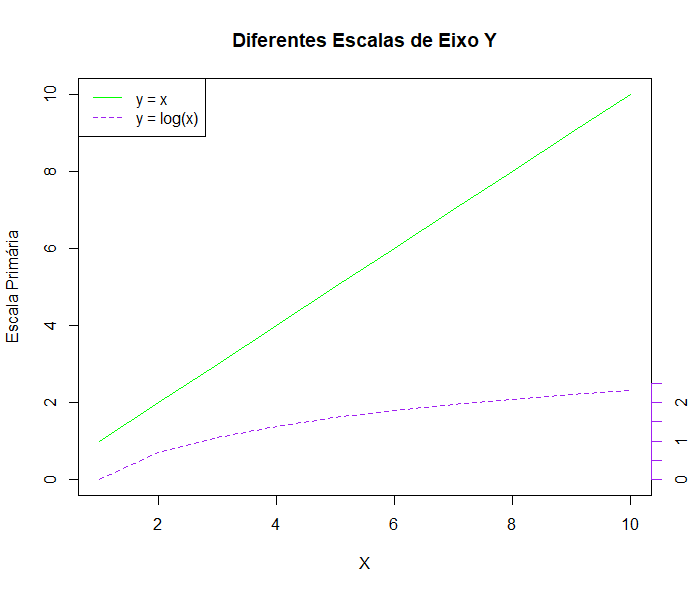 Diferentes Escalas de Eixo Y
y = x
y = log(x)
Escala Primária
10
8
6
4
2
0
2
1
0
2 4 6 8 10
X